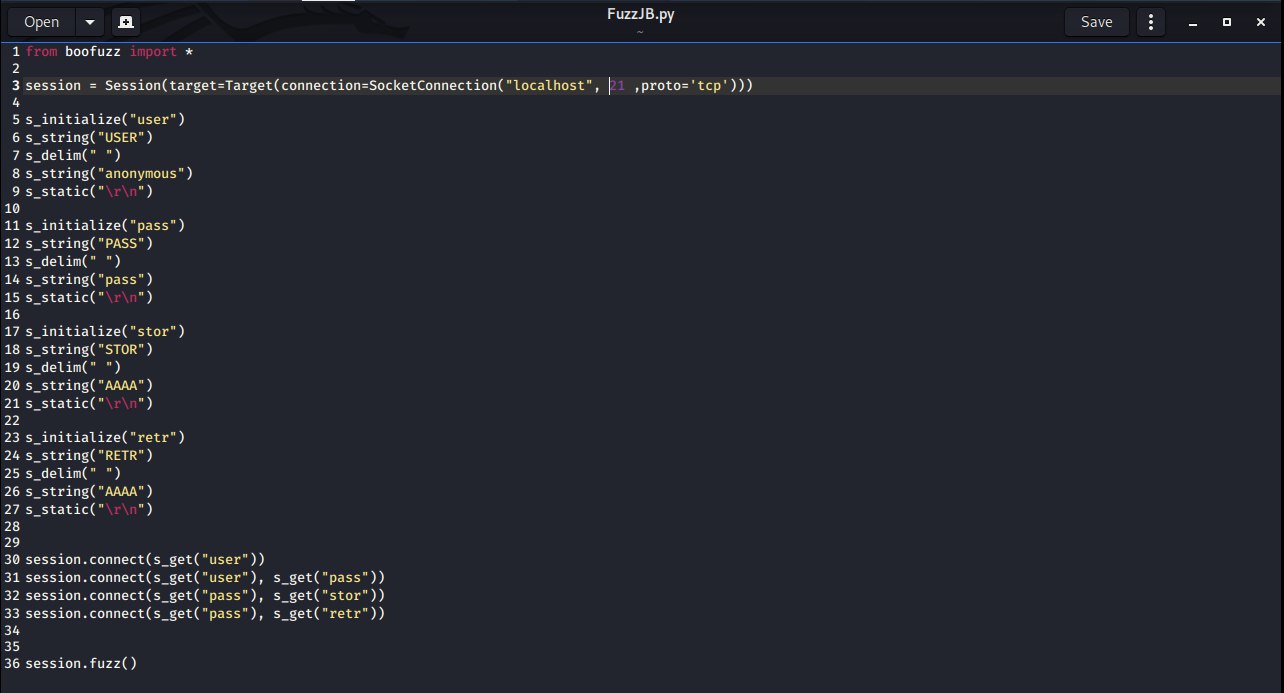 Open
FuzzJB.py
~
Save
1 from boofuzz import *
2
3 session = Session(target=Target(connection=SocketConnection("localhost", 21 ,proto='tcp')))
4
5 s_initialize("user")
6 s_string("USER")
7 s_delim(" ")
8 s_string("anonymous")
9 s_static("\r\n")
10
11 s_initialize("pass")
12 s_string("PASS")
13 s_delim(" ")
14 s_string("pass")
15 s_static("\r\n")
16
17 s_initialize("stor")
18 s_string("STOR")
19 s_delim(" ")
20 s_string("AAAA")
21 s_static("\r\n")
22
23 s_initialize("retr")
24 s_string("RETR")
25 s_delim(" ")
26 s_string("AAAA")
27 s_static("\r\n")
28
29
30 session.connect(s_get("user"))
31 session.connect(s_get("user"), s_get("pass"))
32 session.connect(s_get("pass"), s_get("stor"))
33 session.connect(s_get("pass"), s_get("retr"))
34
35
36 session.fuzz()